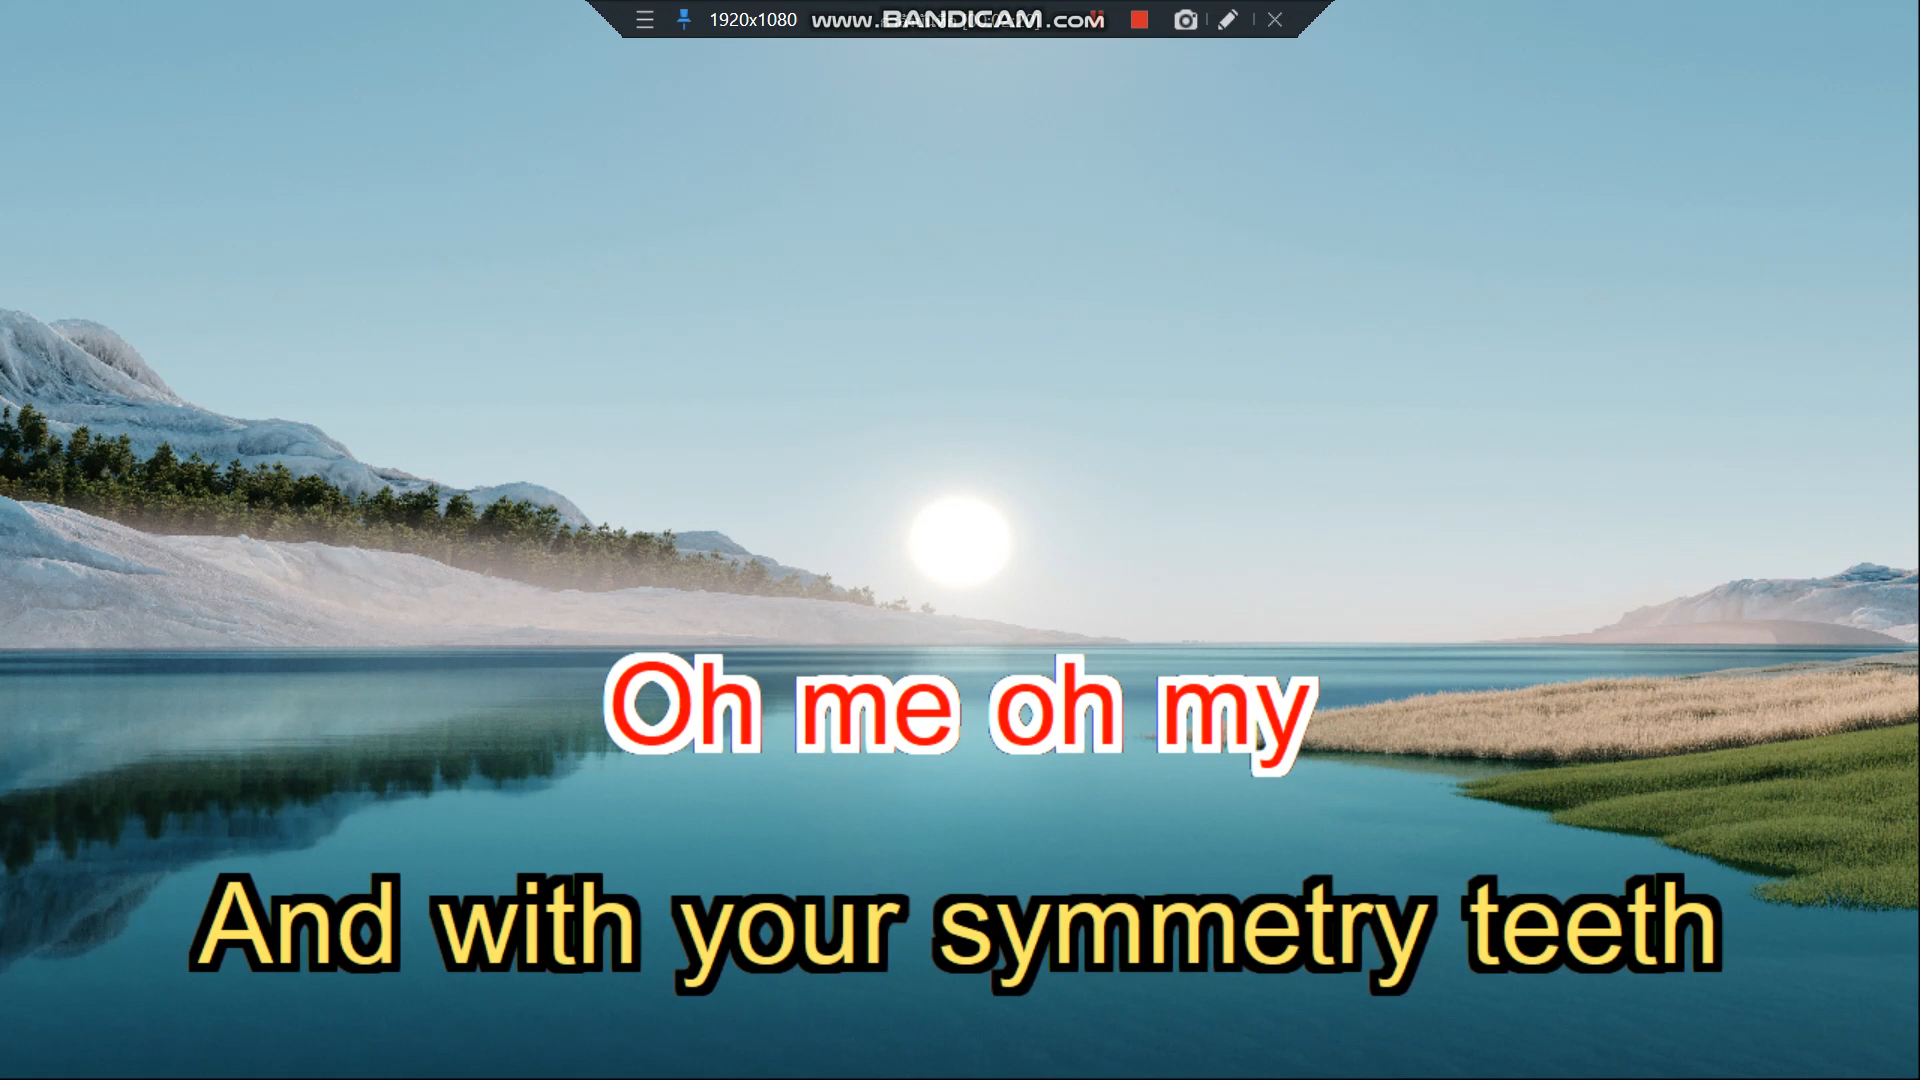 1920x1080 www.BANDICAM.com
Oh me oh my
And with your symmetry teeth